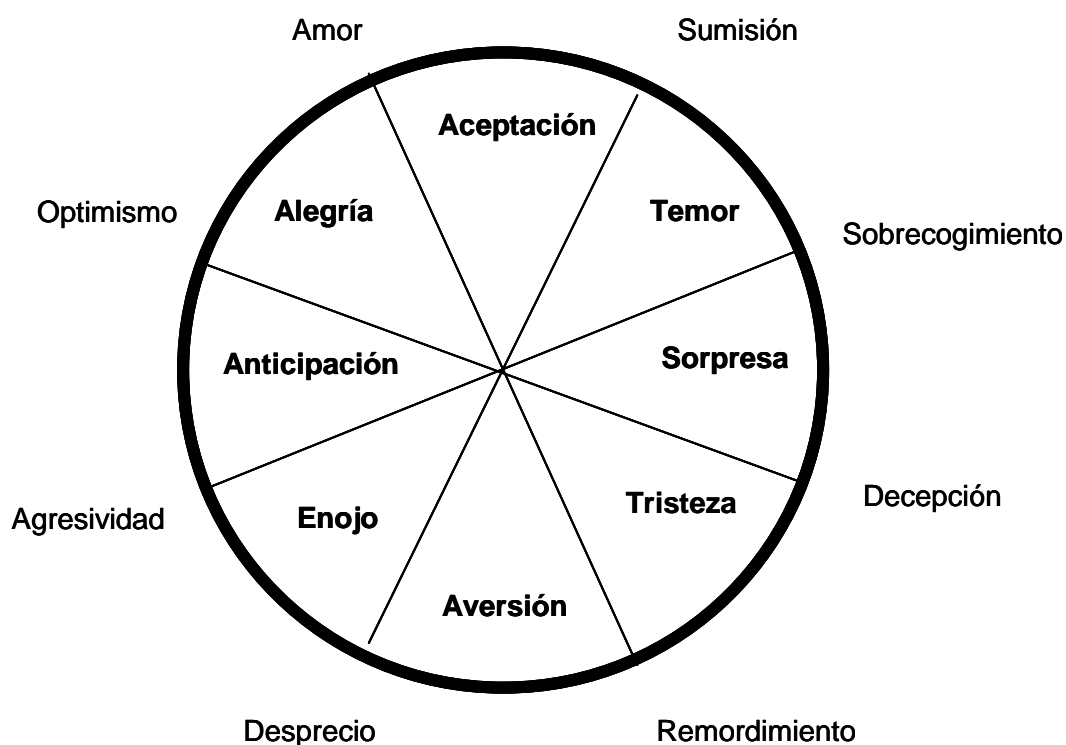 Amor
Sumisión
Aceptación
Optimismo
Alegría
Temor
Sobrecogimiento
Anticipación
Sorpresa
Agresividad
Enojo
Tristeza
Decepción
Aversión
Desprecio
Remordimiento